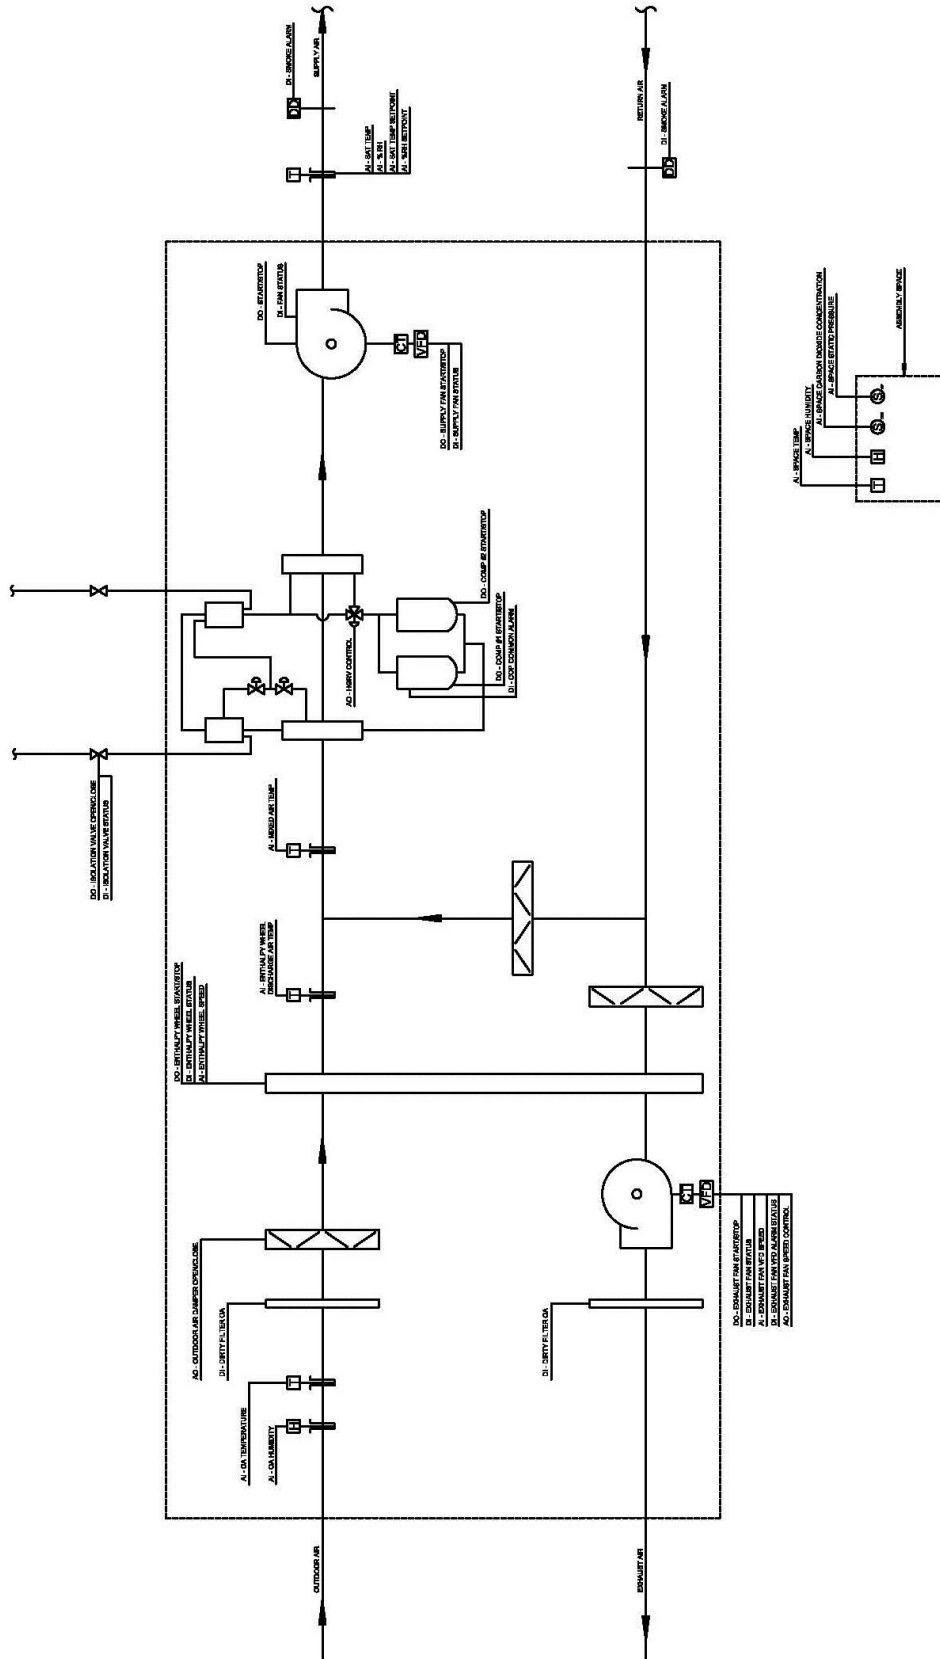 OUTDOOR AIR
AI - OA TEMPERATURE
AI - OA HUMIDITY
H
T
AO - OUTDOOR AIR DAMPER OPEN/CLOSE
DI - DIRTY FILTER OA
DO - ENTHALPY WHEEL START/STOP
DI - ENTHALPY WHEEL STATUS
AI - ENTHALPY WHEEL SPEED
AI - ENTHALPY WHEEL
DISCHARGE AIR TEMP
T
AI - MIXED AIR TEMP
T
DO - ISOLATION VALVE OPEN/CLOSE
DI - ISOLATION VALVE STATUS
AO - HGRV CONTROL
DO - COMP #1 START/STOP
DI - COP COMMON ALARM
DO - COMP #2 START/STOP
DO - START/STOP
DI - FAN STATUS
CT
VFD
DO - SUPPLY FAN START/STOP
DI - SUPPLY FAN STATUS
T
AI - SAT TEMP
AI - % RH
AI - SAT TEMP SETPOINT
AI - %RH SETPOINT
DD
DI - SMOKE ALARM
SUPPLY AIR
EXHAUST AIR
DI - DIRTY FILTER OA
CT
VFD
DO - EXHAUST FAN START/STOP
DI - EXHAUST FAN STATUS
AI - EXHAUST FAN VFD SPEED
DI - EXHAUST FAN VFD ALARM STATUS
AO - EXHAUST FAN SPEED CONTROL
RETURN AIR
DI - SMOKE ALARM
DD
AI - SPACE TEMP
AI - SPACE HUMIDITY
AI - SPACE CARBON DIOXIDE CONCENTRATION
AI - SPACE STATIC PRESSURE
T
H
S
S
ASSEMBLY SPACE